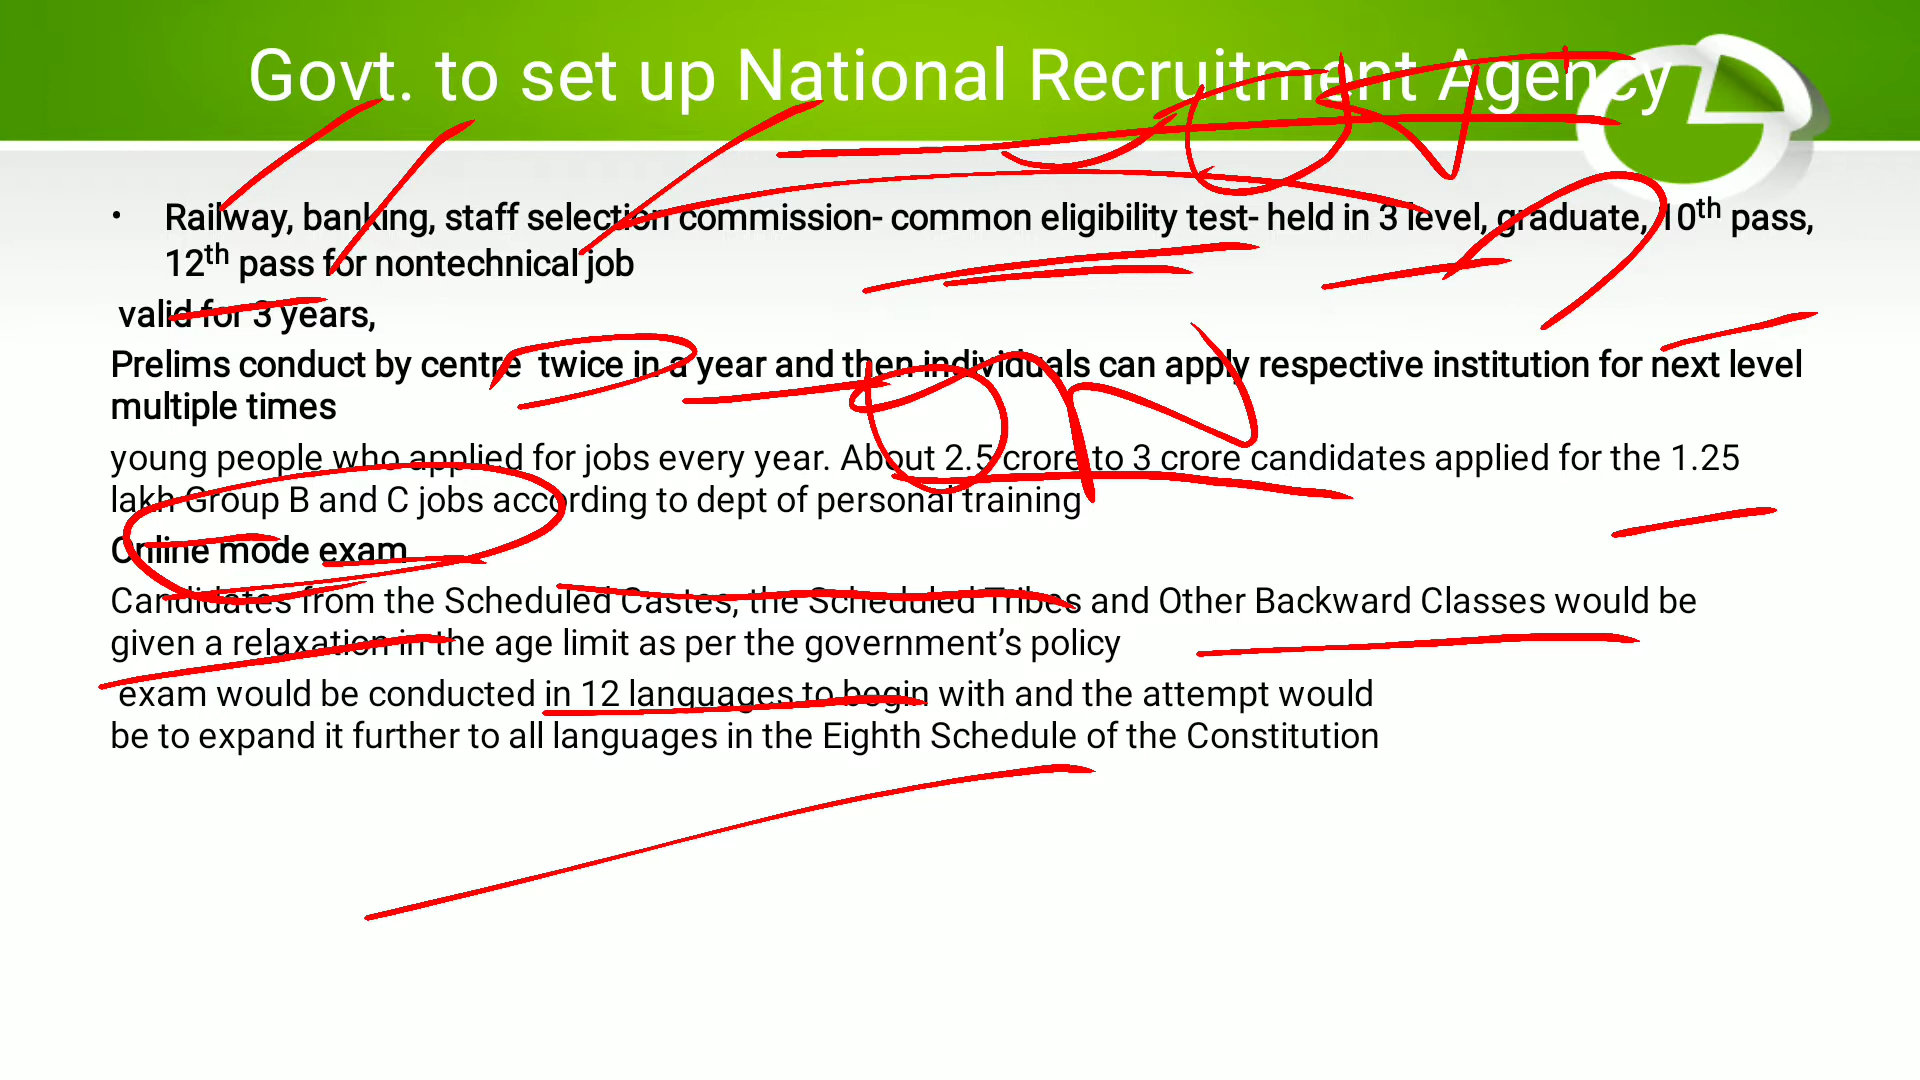 Govt. to set up National Recruitment Agency
• Railway, banking, staff selection commission- common eligibility test- held in 3 level, graduate, 10th pass,
12th pass for nontechnical job
valid for 3 years,
Prelims conduct by centre twice in a year and then individuals can apply respective institution for next level
multiple times
young people who applied for jobs every year. About 2.5 crore to 3 crore candidates applied for the 1.25
lakh Group B and C jobs according to dept of personal training
Online mode exam
Candidates from the Scheduled Castes, the Scheduled Tribes and Other Backward Classes would be
given a relaxation in the age limit as per the government’s policy
exam would be conducted in 12 languages to begin with and the attempt would
be to expand it further to all languages in the Eighth Schedule of the Constitution